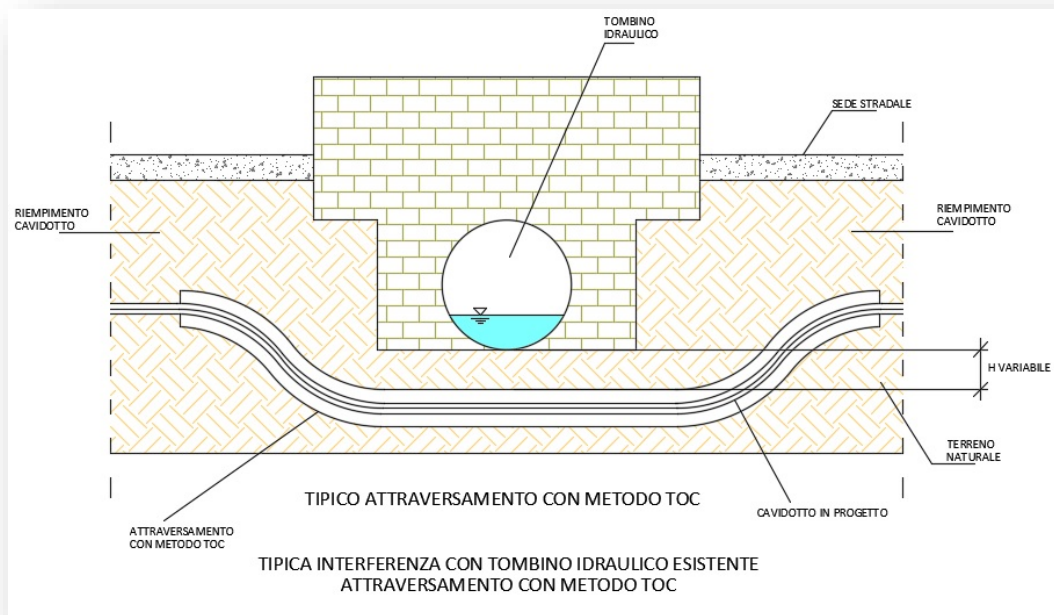 TOMBINO
IDRAULICO
SEDE STRADALE
RIEMPIMENTO
CAVIDOTTO
RIEMPIMENTO
CAVIDOTTO
H VARIABILE
TERRENO
NATURALE
TIPICO ATTRAVERSAMENTO CON METODO TOC
CAVIDOTTO IN PROGETTO
ATTRAVERSAMENTO
CON METODO TOC
TIPICA INTERFERENZA CON TOMBINO IDRAULICO ESISTENTE
ATTRAVERSAMENTO CON METODO TOC